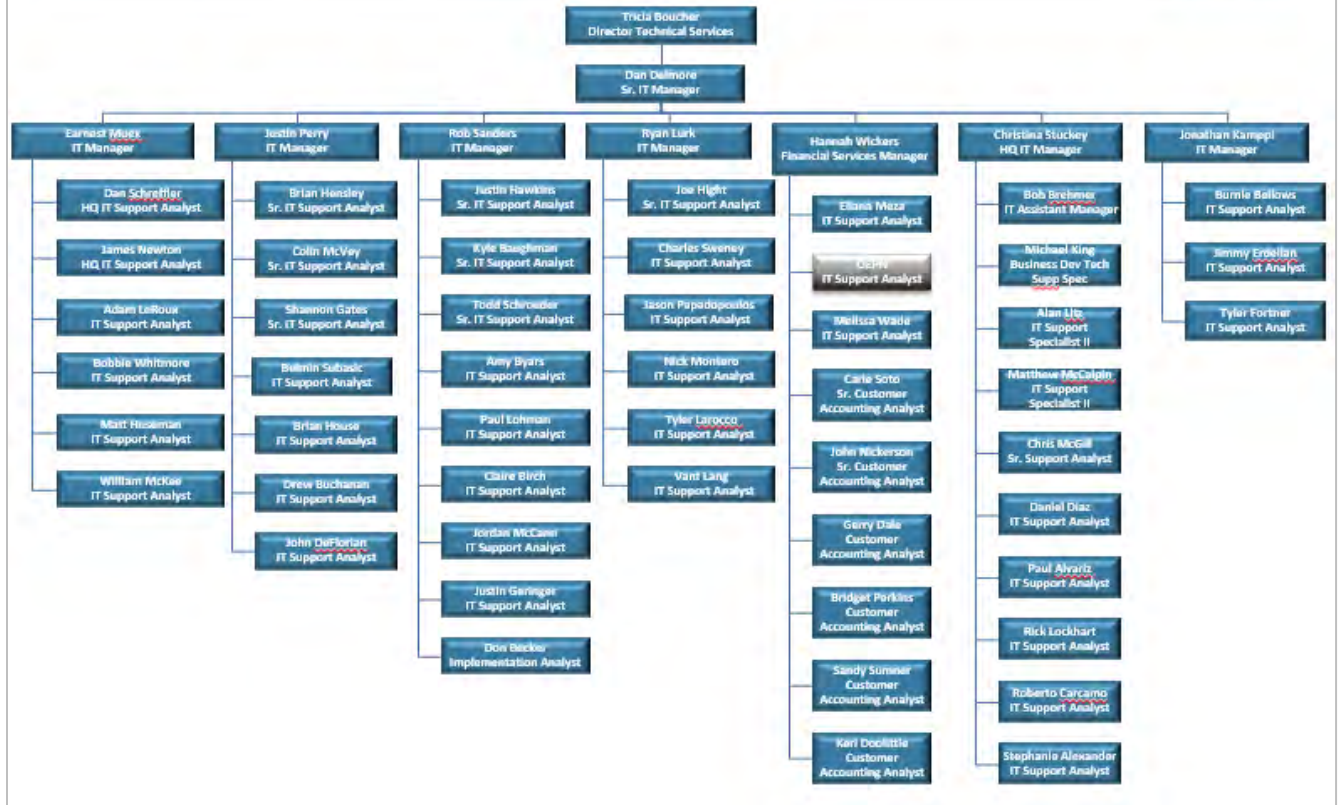 Tricia Boucher
Director Technical Services
Dan Delmore
Sr. IT Manager
Earnest
IT Manager
Dan Schreffler
HQ IT Support Analyst
James Newton
HQ IT Support Analyst
Adam LeRoux
IT Support Analyst
Bobbie Whitmore
IT Support Analyst
Matt Huseman
IT Support Analyst
William McKee
IT Support Analyst
Justin Perry
IT Manager
Brian Hensley
Sr. IT Support Analyst
Colin McVey
Sr. IT Support Analyst
Shannon Gates
Sr. IT Support Analyst
Subasic
IT Support Analyst
Brian House
IT Support Analyst
Drew Buchanan
IT Support Analyst
John DeFlorian
IT Support Analyst
Rob Sanders
IT Manager
Justin Hawkins
Sr. IT Support Analyst
Kyle Baughman
Sr. IT Support Analyst
Todd Schroeder
Sr. IT Support Analyst
Amy Byars
IT Support Analyst
Paul Lohman
IT Support Analyst
Claire Birch
IT Support Analyst
Jordan McCann
IT Support Analyst
Justin Geringer
IT Support Analyst
Don Becker
Implementation Analyst
Ryan Lurk
IT Manager
Joe Hight
Sr. IT Support Analyst
Charles Sweney
IT Support Analyst
Jason Papadopoulos
IT Support Analyst
Nick Montero
IT Support Analyst
Tyler Larocco
IT Support Analyst
Vant Lang
IT Support Analyst
Hannah Wickers
Financial Services Manager
Eliana Meza
IT Support Analyst
OEPN
IT Support Analyst
Melissa Wade
IT Support Analyst
Carie Soto
Sr. Customer
Accounting Analyst
John Nickerson
Sr. Customer
Accounting Analyst
Gerry Dale
Customer
Accounting Analyst
Bridget Perkins
Customer
Accounting Analyst
Sandy Sumner
Customer
Accounting Analyst
Keri Doolittle
Customer
Accounting Analyst
Christina Stuckey
HQ IT Manager
Bob Brehmer
IT Assistant Manager
Michael King
Business Dev Tech
Supp Spec
Alan
IT Support
Specialist II
Matthew McCalpin
IT Support
Specialist II
Chris McGill
Sr. Support Analyst
Daniel Diaz
IT Support Analyst
Paul Alvariz
IT Support Analyst
Rick Lockhart
IT Support Analyst
Roberto Carcamo
IT Support Analyst
Stephanie Alexander
IT Support Analyst
Jonathan Kamepi
IT Manager
Burnie Bellows
IT Support Analyst
Jimmy
IT Support Analyst
Tyler Fortner
IT Support Analyst